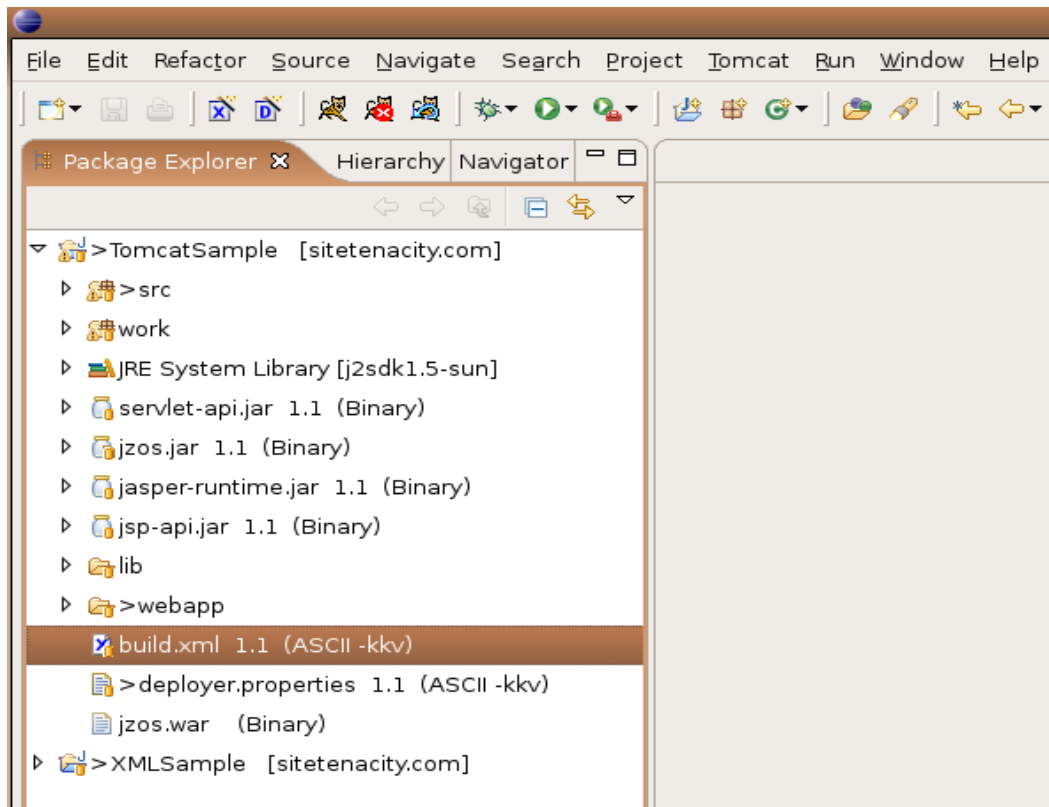 File Edit Refactor Source Navigate Search Project Tomcat Run Window Help
Package Explorer Hierarchy Navigator
>TomcatSample [sitetenacity.com]
>src
work
JRE System Library [j2sdk1.5-sun]
servlet-api.jar 1.1 (Binary)
jzos.jar 1.1 (Binary)
jasper-runtime.jar 1.1 (Binary)
jsp-api.jar 1.1 (Binary)
lib
>webapp
build.xml 1.1 (ASCII -kkv)
>deployer.properties 1.1 (ASCII -kkv)
jzos.war (Binary)
>XMLSample [sitetenacity.com]